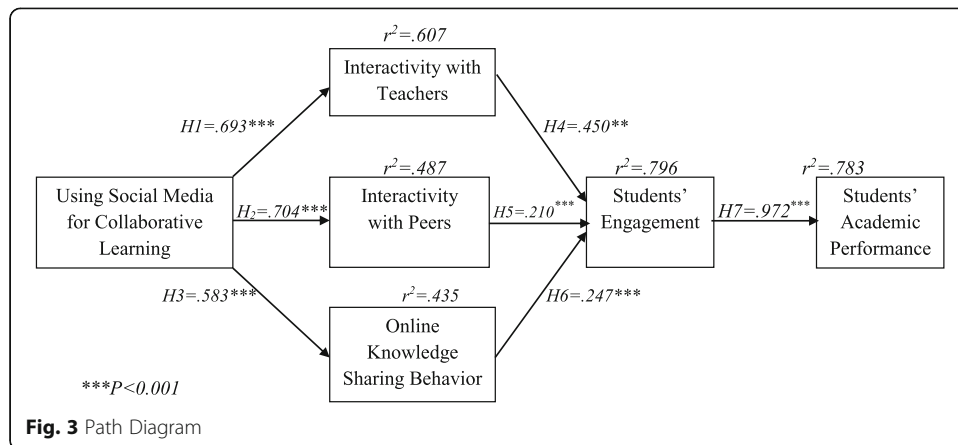 r²=.607
Interactivity with
Teachers
H1=.693***
H4=.450**
r²=.487
r²=.796
r²=.783
Using Social Media
for Collaborative
Learning
H₂=.704***
Interactivity
with Peers
H5=.210***
Students’
Engagement
H7=.972***
Students’
Academic
Performance
H3=.583***
r²=.435
H6=.247***
Online
Knowledge
Sharing Behavior
***P<0.001
Fig. 3 Path Diagram